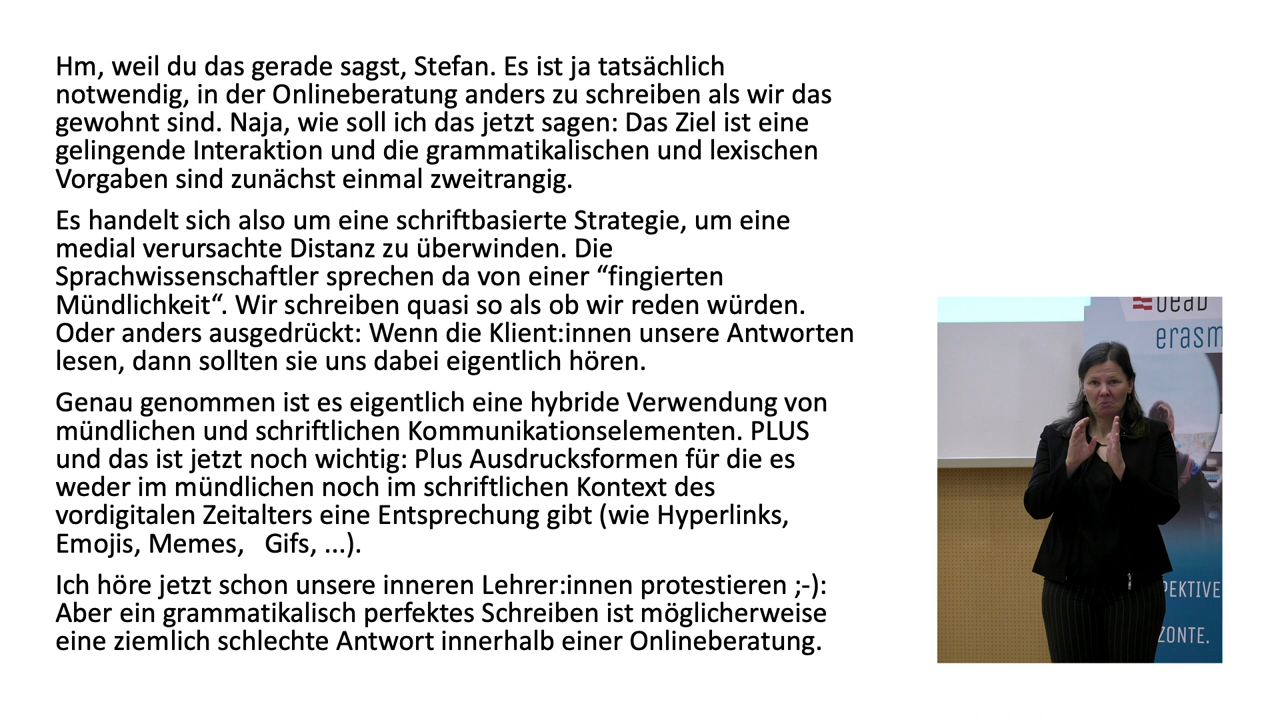 Hm, weil du das gerade sagst, Stefan. Es ist ja tatsächlich
notwendig, in der Onlineberatung anders zu schreiben als wir das
gewohnt sind. Naja, wie soll ich das jetzt sagen: Das Ziel ist eine
gelingende Interaktion und die grammatikalischen und lexischen
Vorgaben sind zunächst einmal zweitrangig.
Es handelt sich also um eine schriftbasierte Strategie, um eine
medial verursachte Distanz zu überwinden. Die
Sprachwissenschaftler sprechen da von einer “fingierten
Mündlichkeit“. Wir schreiben quasi so als ob wir reden würden.
Oder anders ausgedrückt: Wenn die Klient:innen unsere Antworten
lesen, dann sollten sie uns dabei eigentlich hören.
Genau genommen ist es eigentlich eine hybride Verwendung von
mündlichen und schriftlichen Kommunikationselementen. PLUS
und das ist jetzt noch wichtig: Plus Ausdrucksformen für die es
weder im mündlichen noch im schriftlichen Kontext des
vordigitalen Zeitalters eine Entsprechung gibt (wie Hyperlinks,
Emojis, Memes,   Gifs, ...).
Ich höre jetzt schon unsere inneren Lehrer:innen protestieren ;-):
Aber ein grammatikalisch perfektes Schreiben ist möglicherweise
eine ziemlich schlechte Antwort innerhalb einer Onlineberatung.
oead
erasm
PEKTIVE
ZONTE.